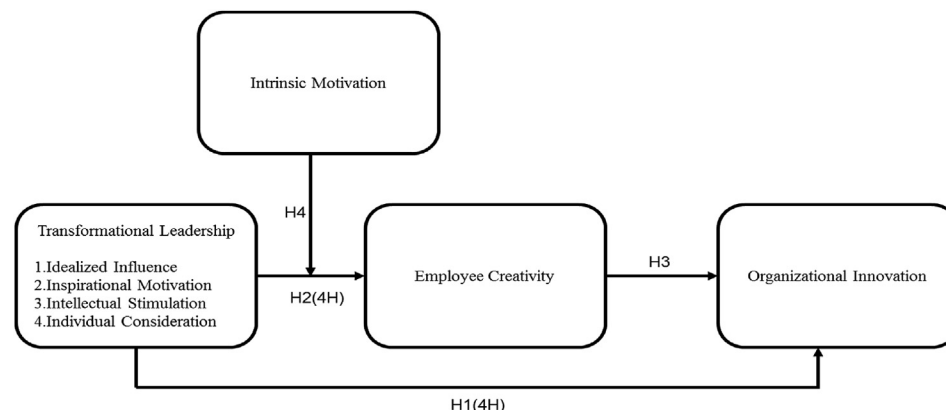 Intrinsic Motivation
H4
Transformational Leadership
1.Idealized Influence
2.Inspirational Motivation
3.Intellectual Stimulation
4.Individual Consideration
H2(4H)
Employee Creativity
H3
Organizational Innovation
H1(4H)